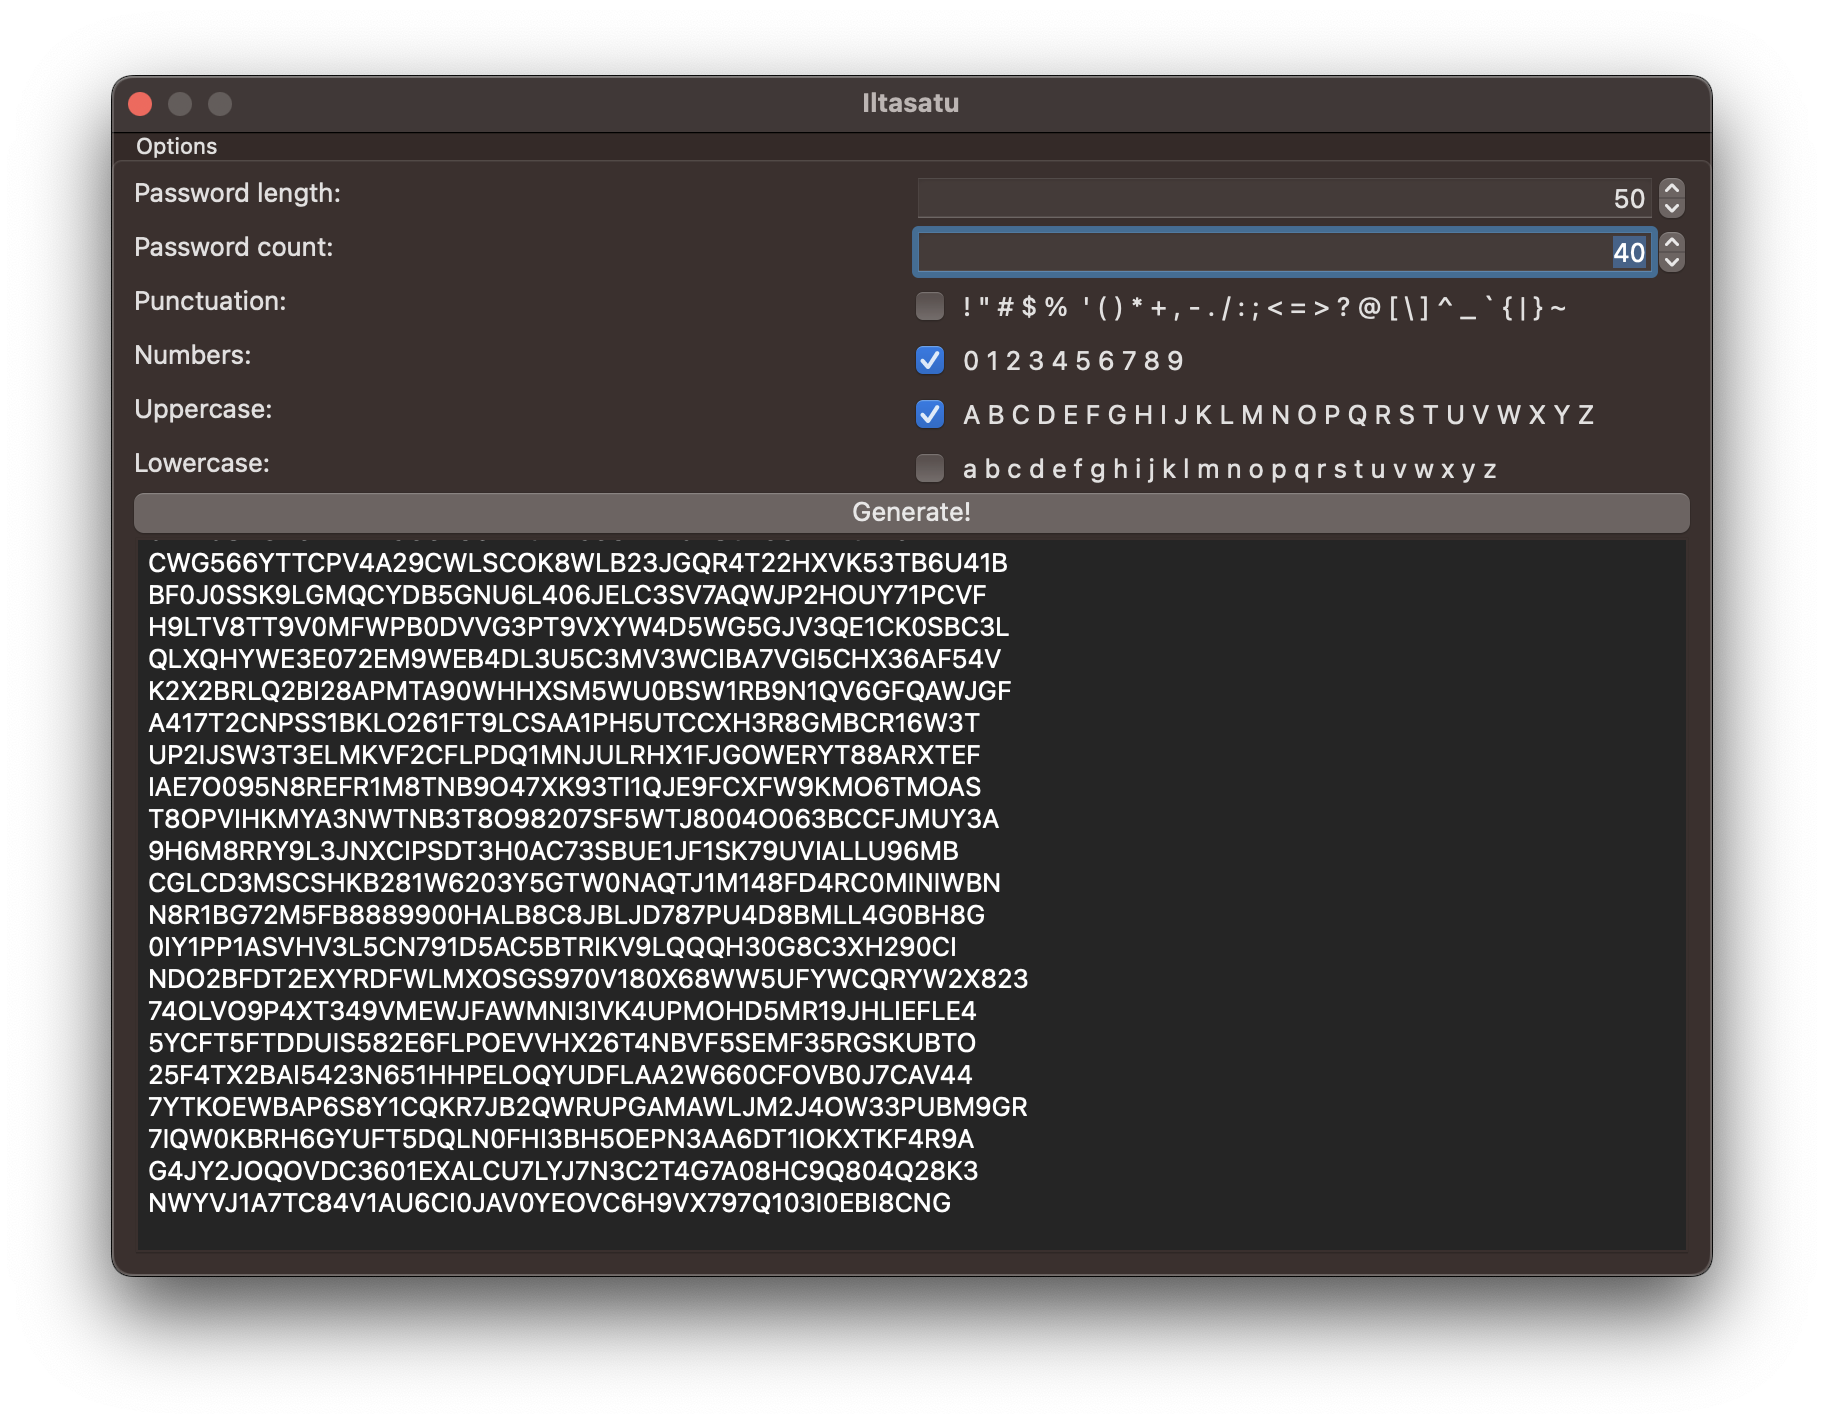 Iltasatu
Options
Password length: 50
Password count: 40
Punctuation: ! " # $ % ' ( ) * + , - . / : ; < = > ? @ [ \ ] ^ _ ` { | } ~
Numbers: 0 1 2 3 4 5 6 7 8 9
Uppercase: A B C D E F G H I J K L M N O P Q R S T U V W X Y Z
Lowercase: a b c d e f g h i j k l m n o p q r s t u v w x y z
Generate!
CWG566YTTCPV4A29CWLSCOK8WLB23JGQR4T22HXVK53TB6U41B
BF0J0SSK9LGMQCYDB5GNU6L406JELC3SV7AQWJP2HOUY71PCVF
H9LTV8TT9V0MFWPB0DVVG3PT9VXYW4D5WG5GJV3QE1CK0SBC3L
QLXQHYWE3E072EM9WEB4DL3U5C3MV3WCIBA7VGI5CHX36AF54V
K2X2BRLQ2BI28APMTA90WHHXSM5WU0BSW1RB9N1QV6GFQAWJGF
A417T2CNPSS1BKLO261FT9LCSAA1PH5UTCCXH3R8GMBCR16W3T
UP2IJSW3T3ELMKVF2CFLPDQ1MNJULRHX1FJGOWERYT88ARXTEF
IAE7O095N8REFR1M8TNB9O47XK93TI1QJE9FCXFW9KMO6TMOAS
T8OPVIHKMYA3NWTNB3T8O98207SF5WTJ8004O063BCCFJMUY3A
9H6M8RRY9L3JNXCIPSDT3H0AC73SBUE1JF1SK79UVIALLU96MB
CGLCD3MSCSHKB281W6203Y5GTW0NAQTJ1M148FD4RC0MINIWBN
N8R1BG72M5FB8889900HALB8C8JBLJD787PU4D8BMLL4G0BH8G
0IY1PP1ASVHV3L5CN791D5AC5BTRIKV9LQQQH30G8C3XH290CI
NDO2BFDT2EXYRDFWLMXOSGS970V180X68WW5UFYWCQRYW2X823
74OLVO9P4XT349VMEWJFAWMNI3IVK4UPMOHD5MR19JHLIEFLE4
5YCFT5FTDDUIS582E6FLPOEVVHX26T4NBVF5SEMF35RGSKUBTO
25F4TX2BAI5423N651HHPELOQYUDFLAA2W660CFOVB0J7CAV44
7YTKOEWBAP6S8Y1CQKR7JB2QWRUPGAMAWLJM2J4OW33PUBM9GR
7IQW0KBRH6GYUFT5DQLN0FHI3BH5OEPN3AA6DT1IOKXTKF4R9A
G4JY2JOQOVDC3601EXALCU7LYJ7N3C2T4G7A08HC9Q804Q28K3
NWYVJ1A7TC84V1AU6CI0JAV0YEOVC6H9VX797Q103I0EBI8CNG